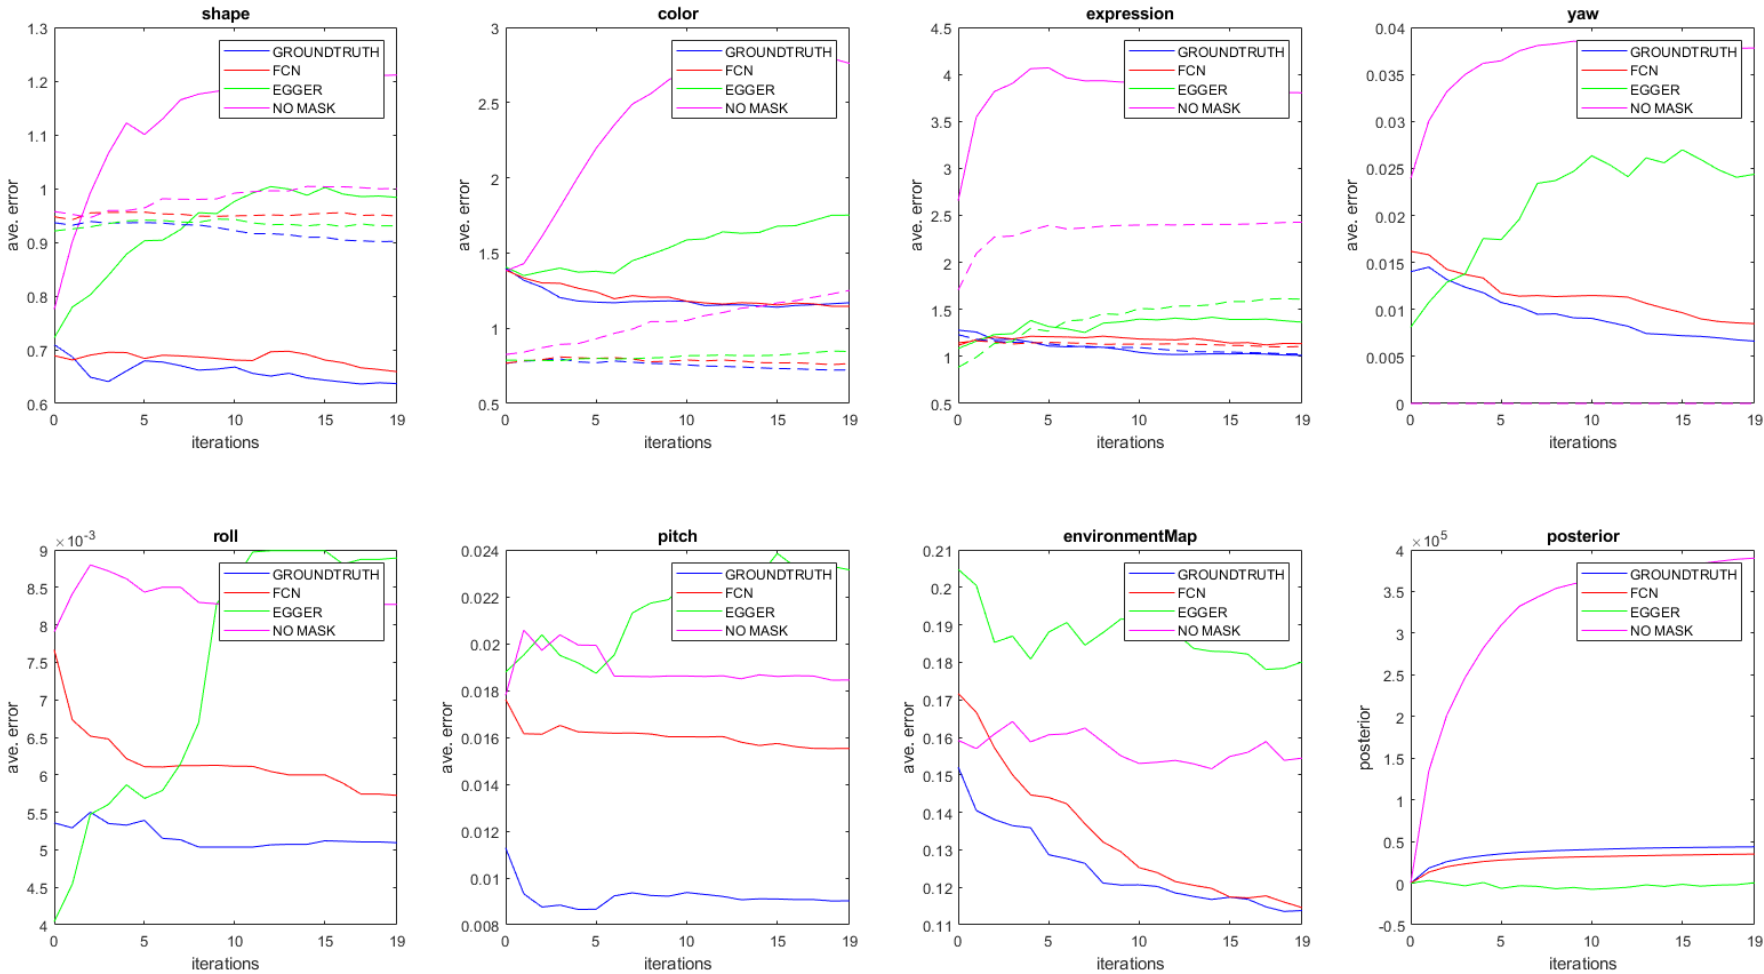 shape
1.3
1.2
1.1
1
0.9
0.8
0.7
0.6
ave. error
0 5 10 15 19
iterations
GROUNDTRUTH
FCN
EGGER
NO MASK
color
3
2.5
2
1.5
1
0.5
ave. error
0 5 10 15 19
iterations
GROUNDTRUTH
FCN
EGGER
NO MASK
expression
4.5
4
3.5
3
2.5
2
1.5
1
0.5
ave. error
0 5 10 15 19
iterations
GROUNDTRUTH
FCN
EGGER
NO MASK
yaw
0.04
0.035
0.03
0.025
0.02
0.015
0.01
0.005
0
ave. error
0 5 10 15 19
iterations
GROUNDTRUTH
FCN
EGGER
NO MASK
roll
×10⁻³
9
8.5
8
7.5
7
6.5
6
5.5
5
4.5
4
ave. error
0 5 10 15 19
iterations
GROUNDTRUTH
FCN
EGGER
NO MASK
pitch
0.024
0.022
0.02
0.018
0.016
0.014
0.012
0.01
0.008
ave. error
0 5 10 15 19
iterations
GROUNDTRUTH
FCN
EGGER
NO MASK
environmentMap
0.21
0.2
0.19
0.18
0.17
0.16
0.15
0.14
0.13
0.12
0.11
ave. error
0 5 10 15 19
iterations
GROUNDTRUTH
FCN
EGGER
NO MASK
posterior
×10⁵
4
3.5
3
2.5
2
1.5
1
0.5
0
-0.5
posterior
0 5 10 15 19
iterations
GROUNDTRUTH
FCN
EGGER
NO MASK